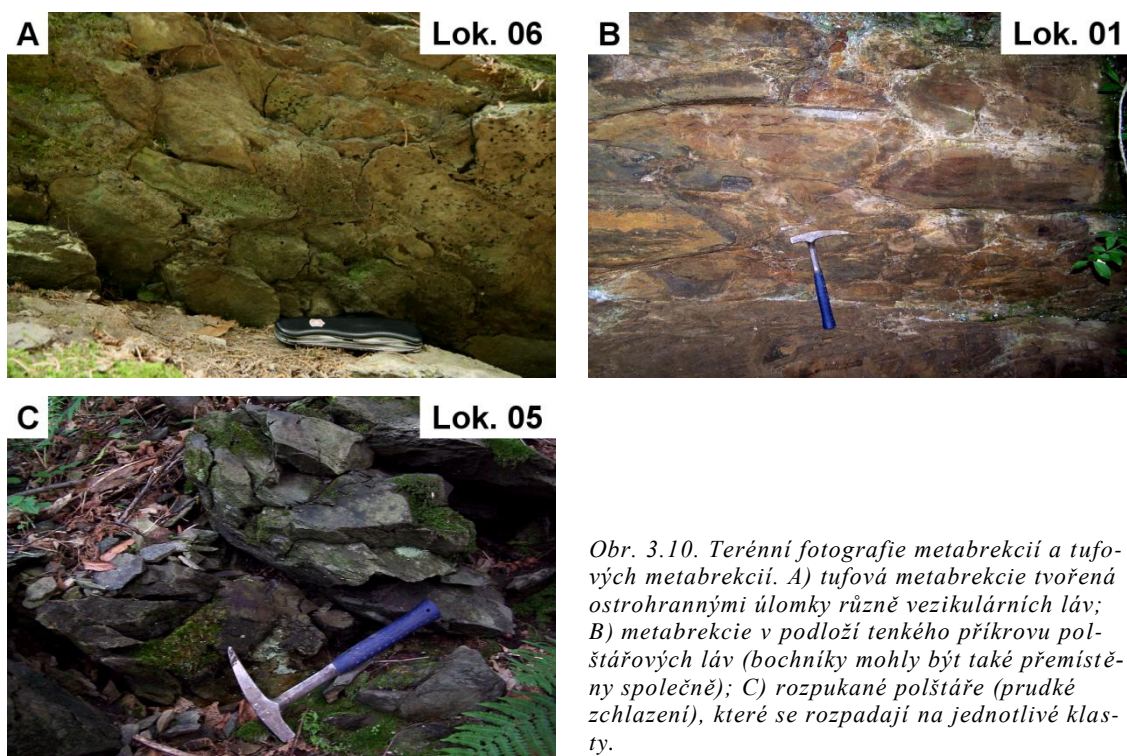 A
Lok. 06
B
Lok. 01
C
Lok. 05
Obr. 3.10. Terénní fotografie metabrekcií a tufo-
vých metabrekcií. A) tufová metabrekcie tvořená
ostrohrannými úlomky různě vezikulárních láv;
B) metabrekcie v podloží tenkého příkrovu pol-
štářových láv (bochníky mohly být také přemístě-
ny společně); C) rozpukané polštáře (prudké
zchlazení), které se rozpadají na jednotlivé klas-
ty.